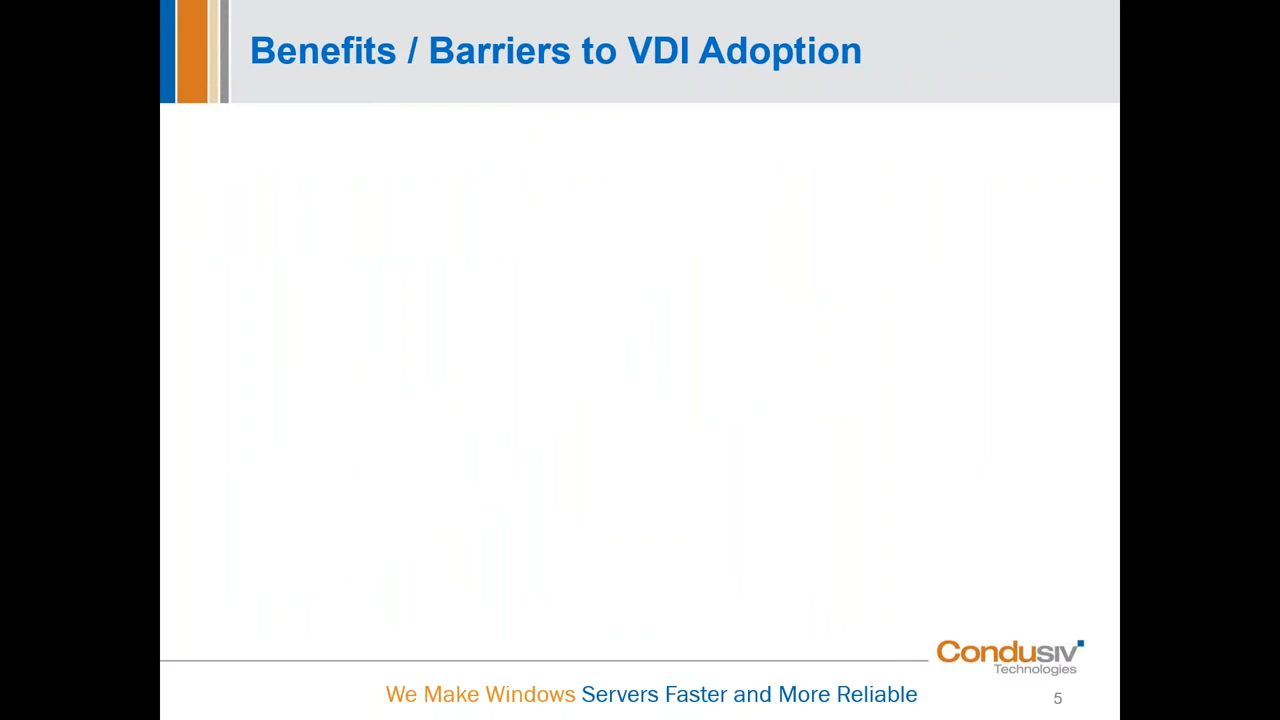 Benefits / Barriers to VDI Adoption
Condusiv
Technologies
We Make Windows Servers Faster and More Reliable
5